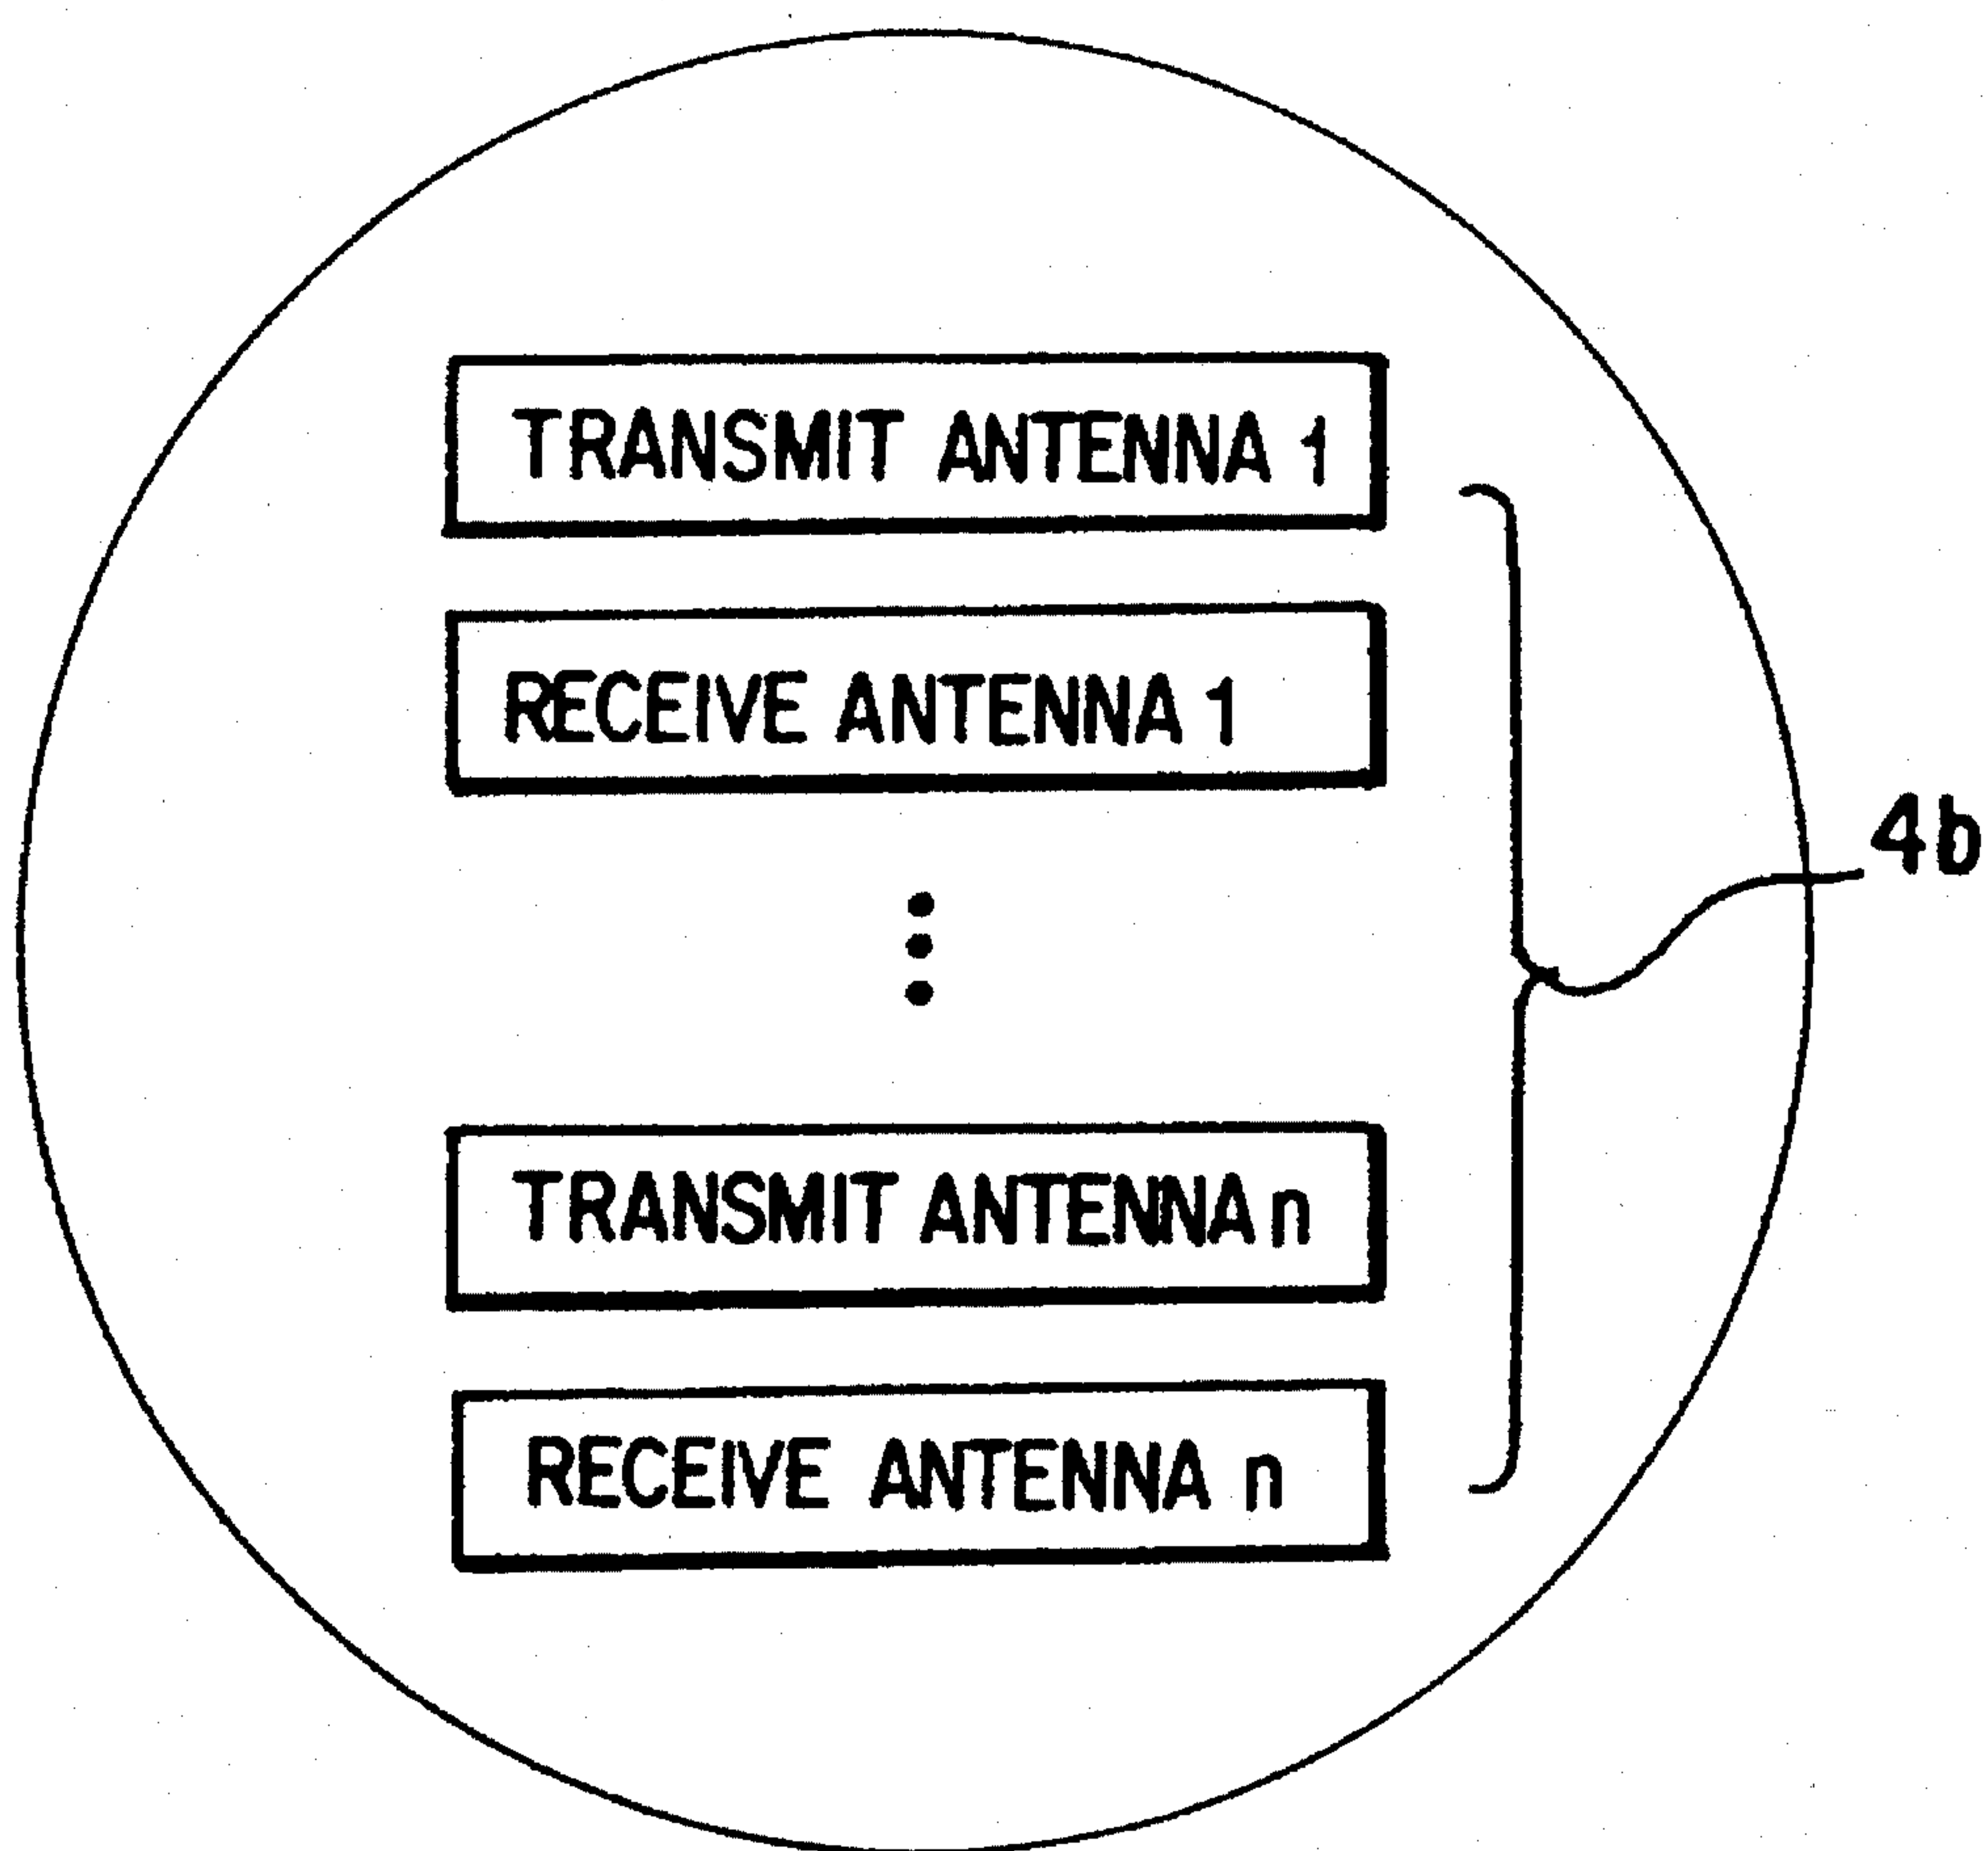 TRANSMIT ANTENNA 1
RECEIVE ANTENNA 1
4b
TRANSMIT ANTENNA n
RECEIVE ANTENNA n